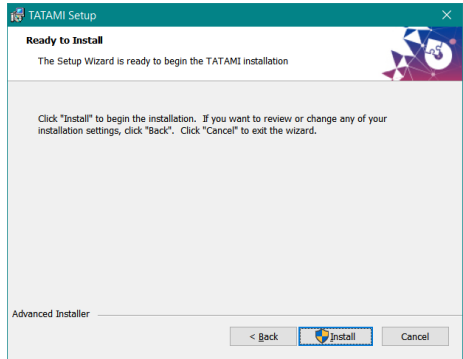 TATAMI Setup
Ready to Install
The Setup Wizard is ready to begin the TATAMI installation
Click "Install" to begin the installation. If you want to review or change any of your
installation settings, click "Back". Click "Cancel" to exit the wizard.
Advanced Installer
< Back
Install
Cancel